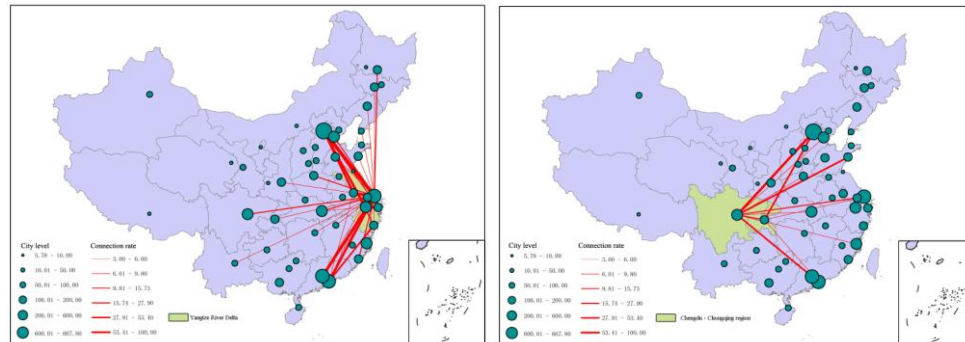 City level
5.78 - 10.00
10.01 - 50.00
50.01 - 100.00
100.01 - 200.00
200.01 - 600.00
600.01 - 667.80
Connection rate
3.00 - 6.00
6.01 - 9.80
9.81 - 15.73
15.74 - 27.90
27.91 - 53.40
53.41 - 100.00
Yangtze River Delta
City level
5.78 - 10.00
10.01 - 50.00
50.01 - 100.00
100.01 - 200.00
200.01 - 600.00
600.01 - 667.80
Connection rate
3.00 - 6.00
6.01 - 9.80
9.81 - 15.73
15.74 - 27.90
27.91 - 53.40
53.41 - 100.00
Chengdu - Chongqing region